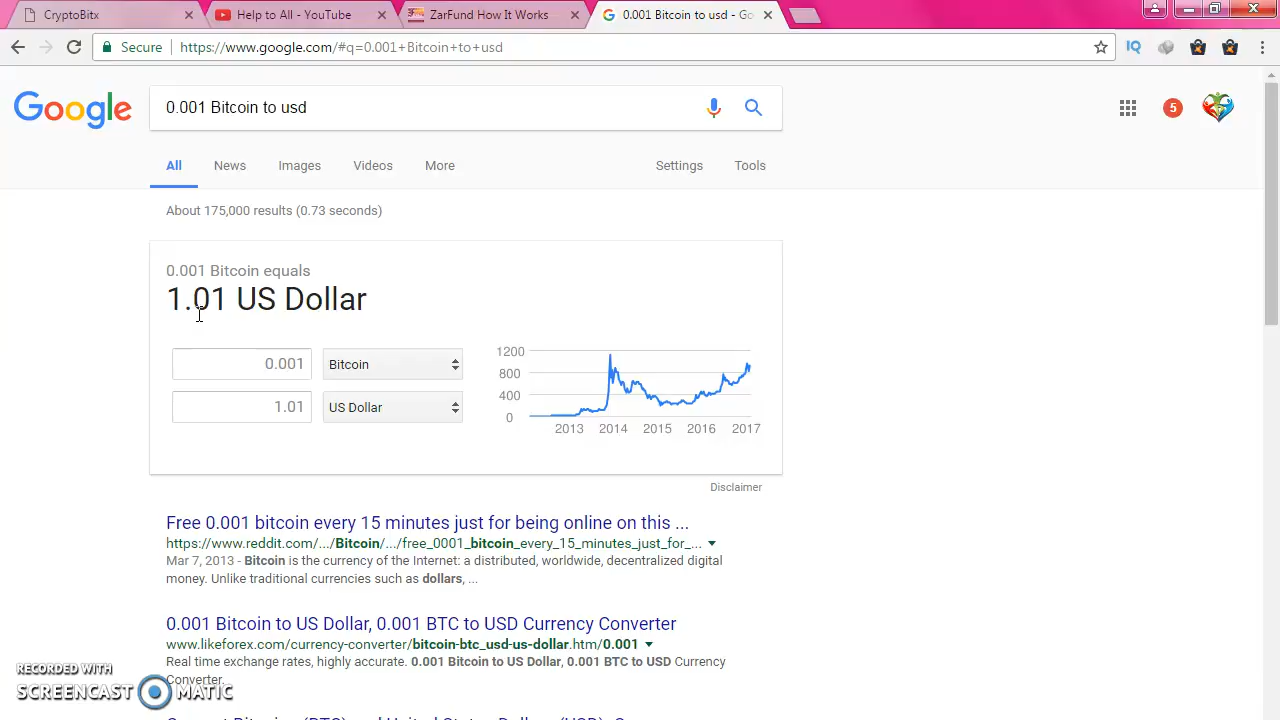 CryptoBitx
Help to All - YouTube
ZarFund How It Works
0.001 Bitcoin to usd - Go
Secure
https://www.google.com/#q=0.001+Bitcoin+to+usd
IQ
Google
0.001 Bitcoin to usd
5
All
News
Images
Videos
More
Settings
Tools
About 175,000 results (0.73 seconds)
0.001 Bitcoin equals
1.01 US Dollar
0.001
Bitcoin
1.01
US Dollar
1200
800
400
0
2013
2014
2015
2016
2017
Disclaimer
Free 0.001 bitcoin every 15 minutes just for being online on this ...
https://www.reddit.com/.../Bitcoin/.../free_0001_bitcoin_every_15_minutes_just_for_...
Mar 7, 2013 - Bitcoin is the currency of the Internet: a distributed, worldwide, decentralized digital
money. Unlike traditional currencies such as dollars, ...
0.001 Bitcoin to US Dollar, 0.001 BTC to USD Currency Converter
www.likeforex.com/currency-converter/bitcoin-btc_usd-us-dollar.htm/0.001
Real time exchange rates, highly accurate. 0.001 Bitcoin to US Dollar, 0.001 BTC to USD Currency
Converter.
RECORDED WITH
SCREENCAST MATIC
Convert Bitcoins (BTC) and United States Dollars (USD)